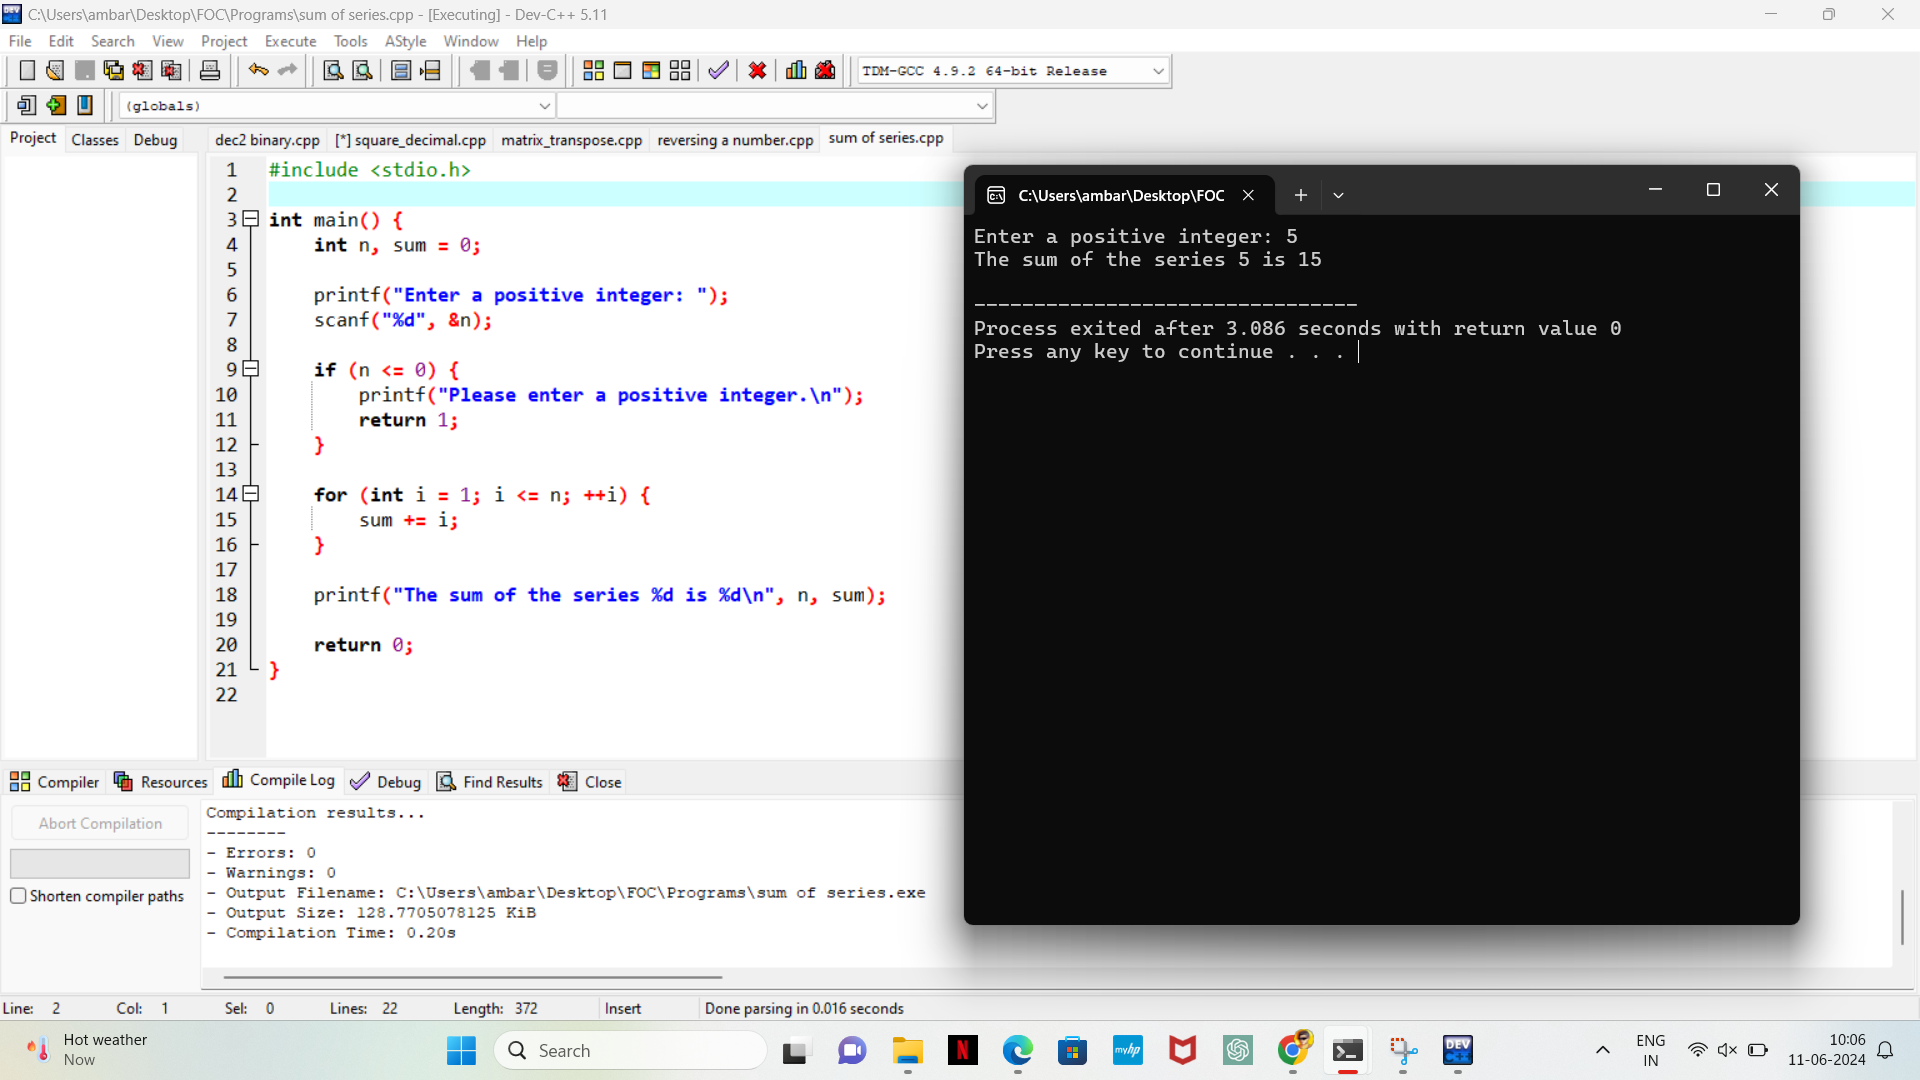 C:\Users\ambar\Desktop\FOC\Programs\sum of series.cpp - [Executing] - Dev-C++ 5.11
File Edit Search View Project Execute Tools AStyle Window Help
TDM-GCC 4.9.2 64-bit Release
(globals)
Project Classes Debug
dec2 binary.cpp [*] square_decimal.cpp matrix_transpose.cpp reversing a number.cpp sum of series.cpp
1 #include <stdio.h>
2
3 int main() {
4 int n, sum = 0;
5
6 printf("Enter a positive integer: ");
7 scanf("%d", &n);
8
9 if (n <= 0) {
10 printf("Please enter a positive integer.\n");
11 return 1;
12 }
13
14 for (int i = 1; i <= n; ++i) {
15 sum += i;
16 }
17
18 printf("The sum of the series %d is %d\n", n, sum);
19
20 return 0;
21 }
22
C:\Users\ambar\Desktop\FOC
Enter a positive integer: 5
The sum of the series 5 is 15
--------------------------------
Process exited after 3.086 seconds with return value 0
Press any key to continue . . .
Compiler Resources Compile Log Debug Find Results Close
Abort Compilation
Shorten compiler paths
Compilation results...
--------
- Errors: 0
- Warnings: 0
- Output Filename: C:\Users\ambar\Desktop\FOC\Programs\sum of series.exe
- Output Size: 128.7705078125 KiB
- Compilation Time: 0.20s
Line: 2 Col: 1 Sel: 0 Lines: 22 Length: 372 Insert Done parsing in 0.016 seconds
Hot weather
Now
Search
N
myhp
DEV
C++
ENG
IN
10:06
11-06-2024